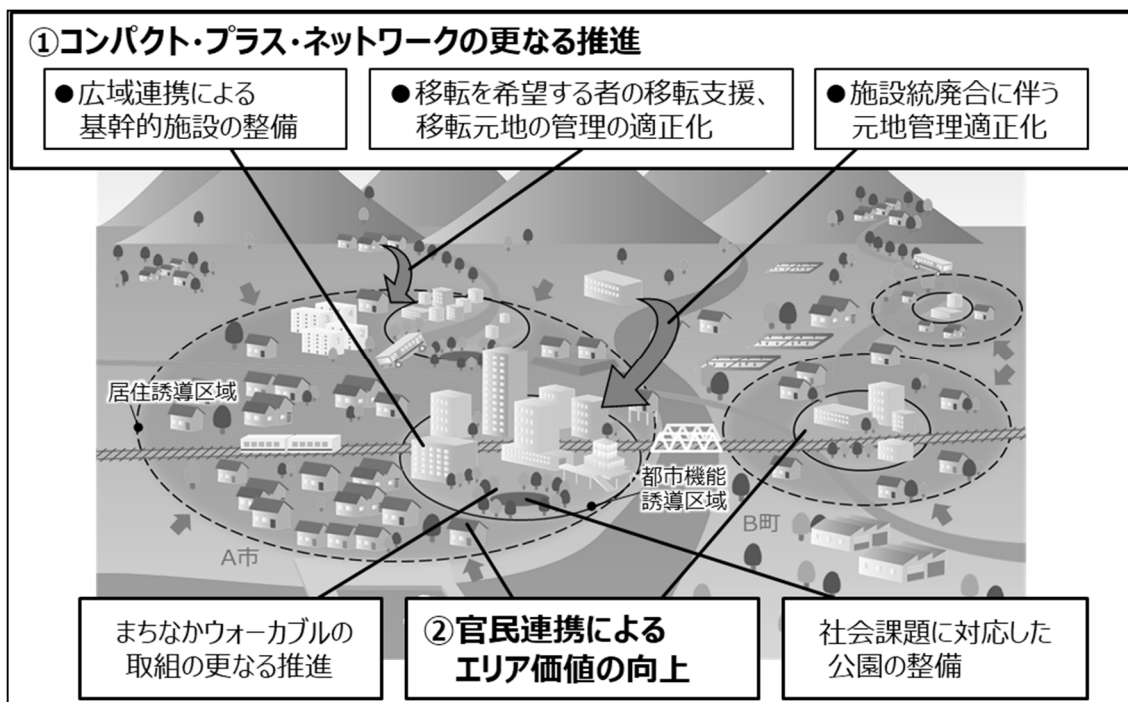 ①コンパクト・プラス・ネットワークの更なる推進
●広域連携による
基幹的施設の整備
●移転を希望する者の移転支援、
移転元地の管理の適正化
●施設統廃合に伴う
元地管理適正化
居住誘導区域
都市機能
誘導区域
A市
B町
まちなかウォーカブルの
取組の更なる推進
②官民連携による
エリア価値の向上
社会課題に対応した
公園の整備